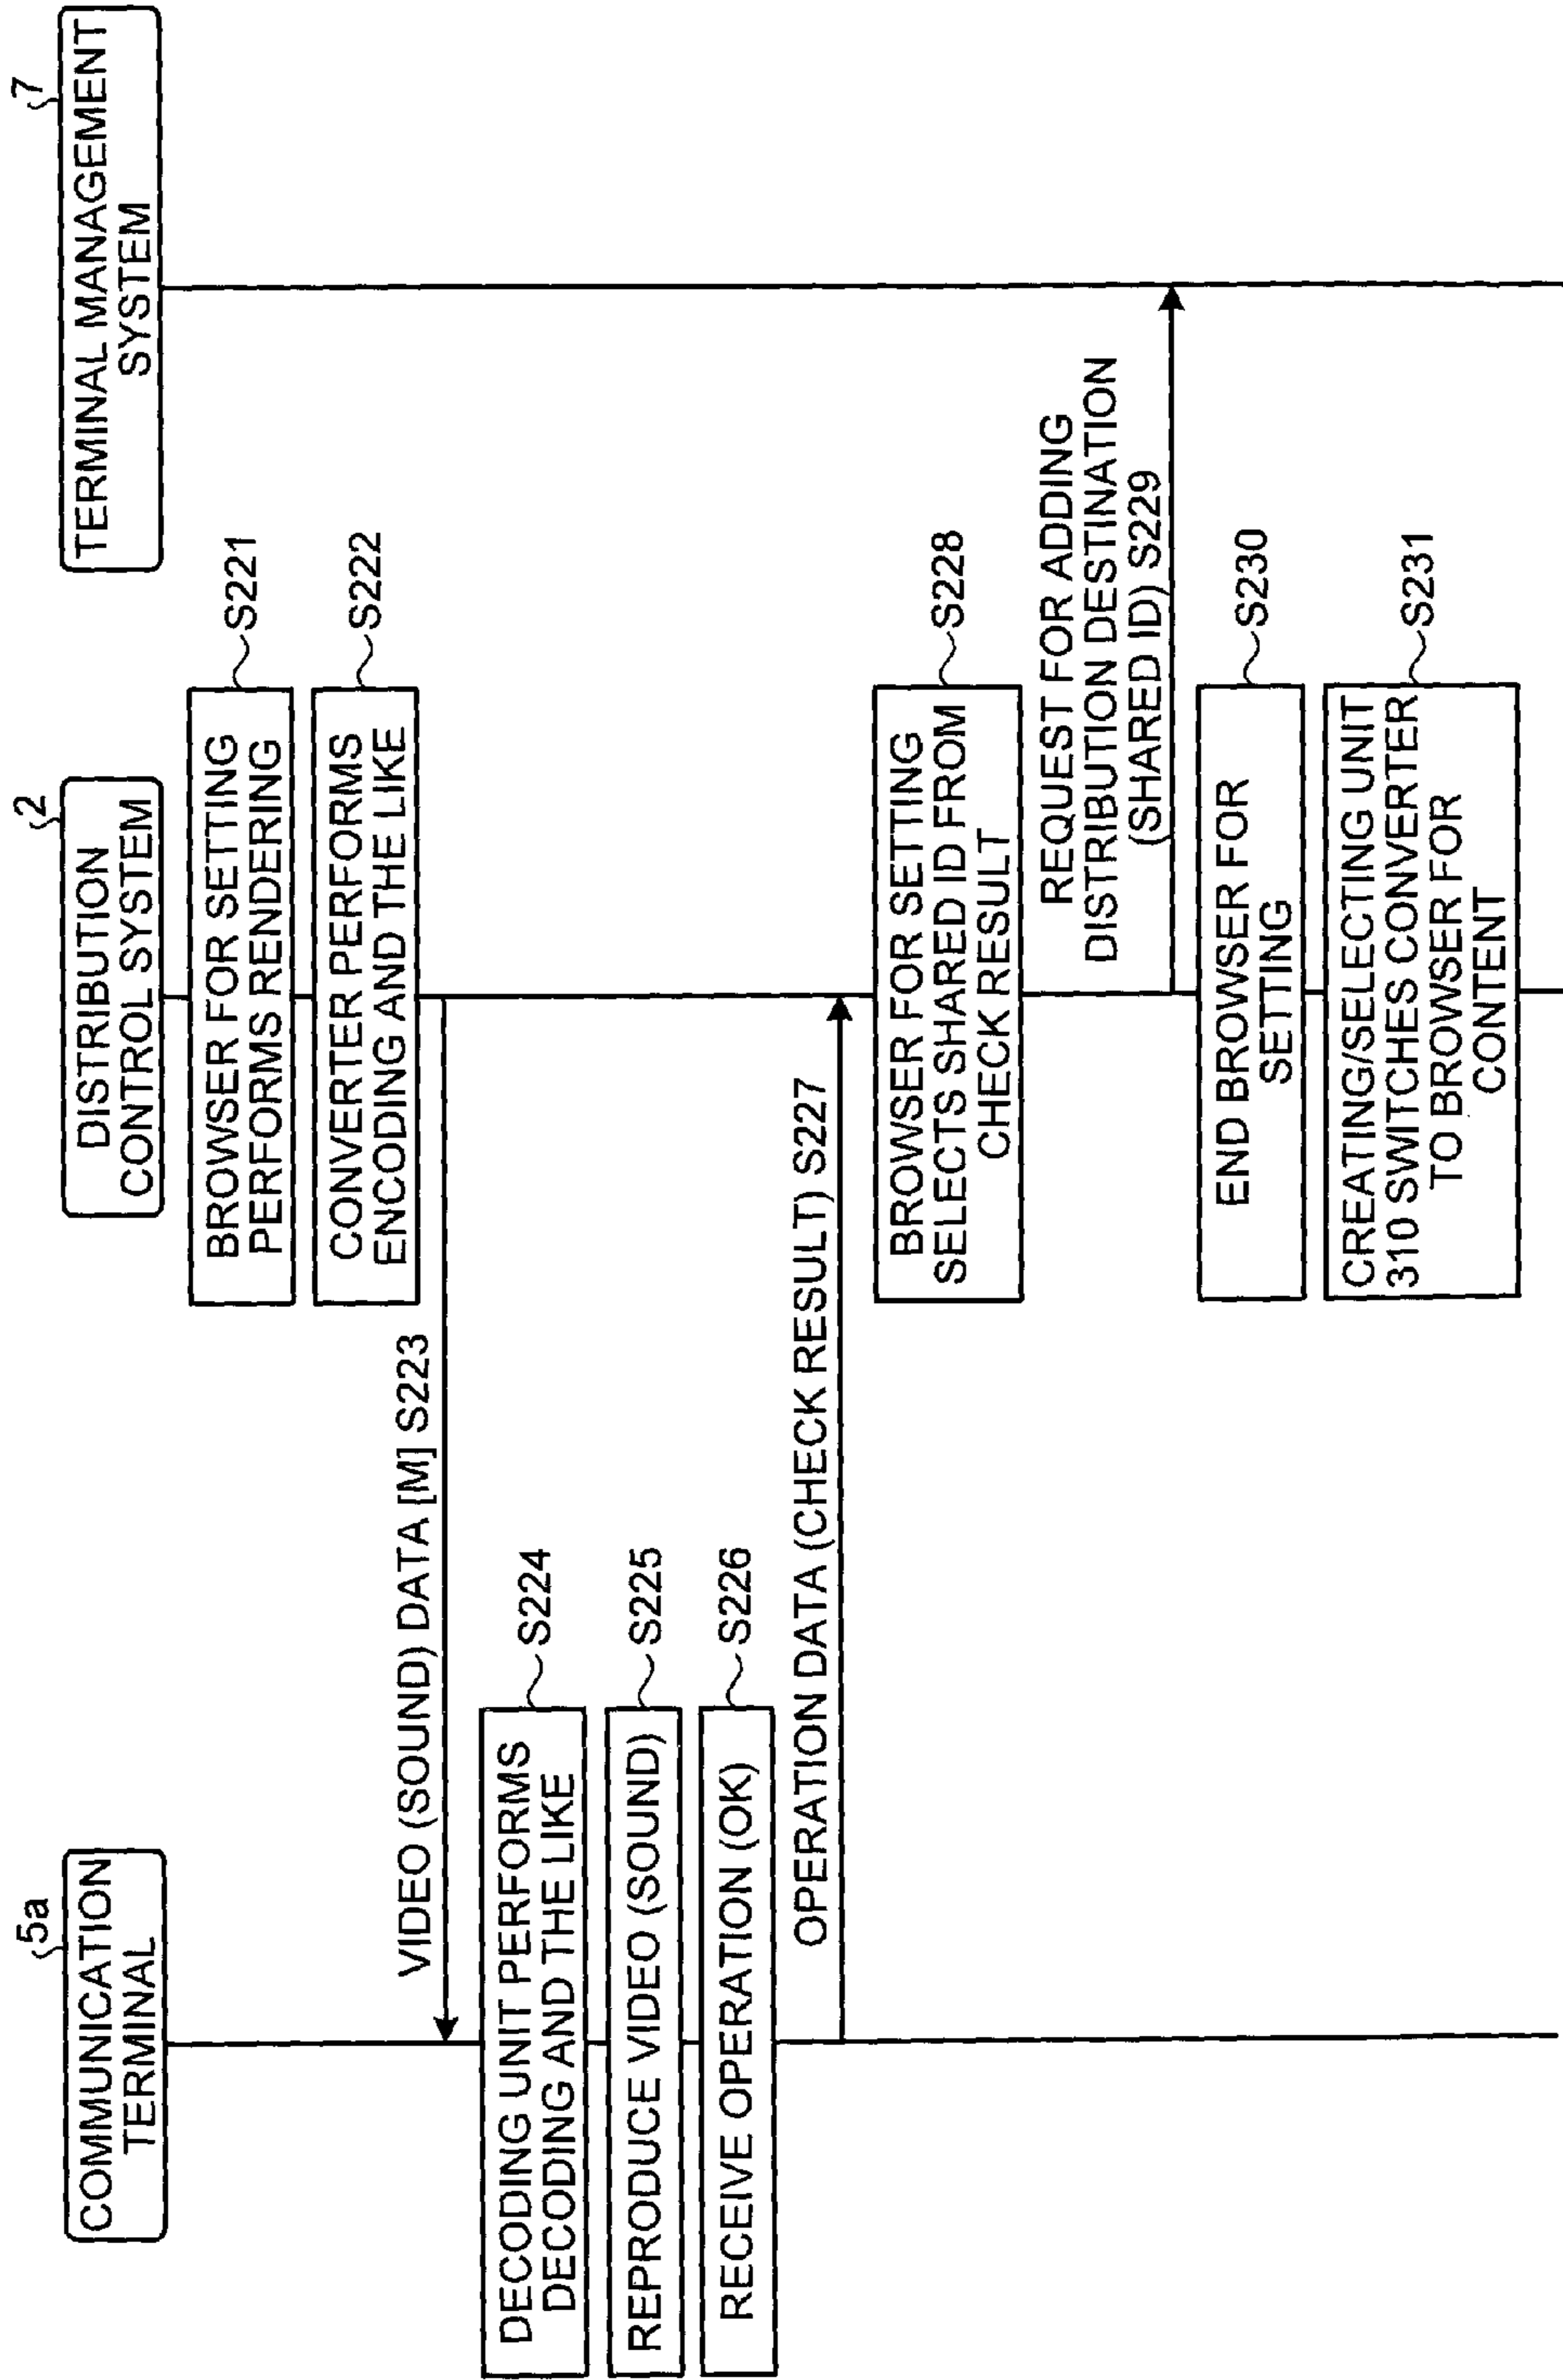 5a
COMMUNICATION
TERMINAL
2
DISTRIBUTION
CONTROL SYSTEM
7
TERMINAL MANAGEMENT
SYSTEM
BROWSER FOR SETTING
PERFORMS RENDERING
S221
CONVERTER PERFORMS
ENCODING AND THE LIKE
S222
VIDEO (SOUND) DATA [M] S223
DECODING UNIT PERFORMS
DECODING AND THE LIKE
S224
REPRODUCE VIDEO (SOUND)
S225
RECEIVE OPERATION (OK)
S226
OPERATION DATA (CHECK RESULT) S227
BROWSER FOR SETTING
SELECTS SHARED ID FROM
CHECK RESULT
S228
REQUEST FOR ADDING
DISTRIBUTION DESTINATION
(SHARED ID) S229
END BROWSER FOR
SETTING
S230
CREATING/SELECTING UNIT
310 SWITCHES CONVERTER
TO BROWSER FOR
CONTENT
S231